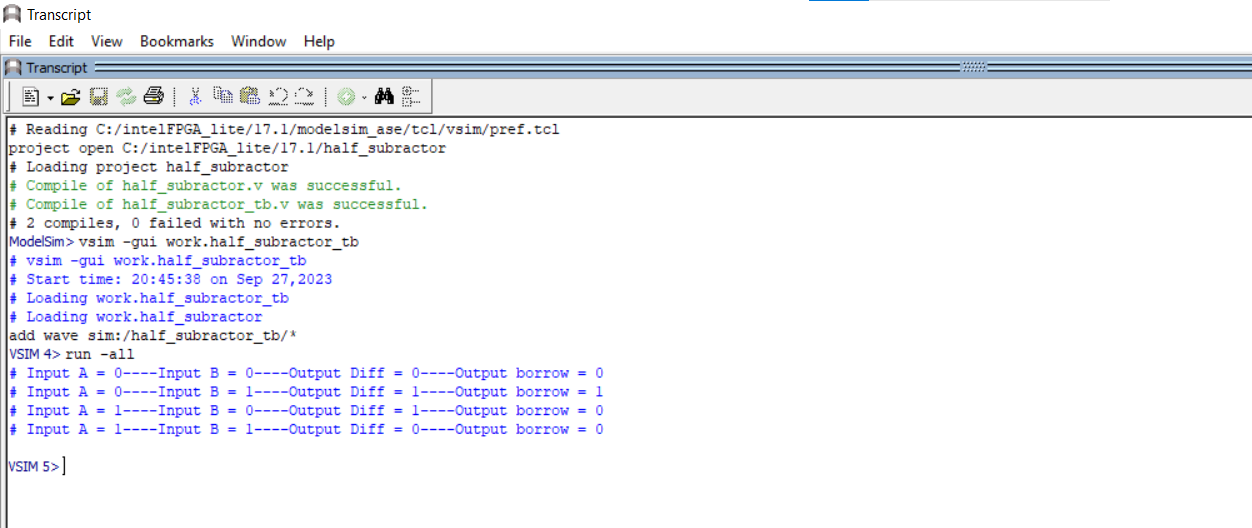 Transcript
File Edit View Bookmarks Window Help
Transcript
# Reading C:/intelFPGA_lite/17.1/modelsim_ase/tcl/vsim/pref.tcl
project open C:/intelFPGA_lite/17.1/half_subractor
# Loading project half_subractor
# Compile of half_subractor.v was successful.
# Compile of half_subractor_tb.v was successful.
# 2 compiles, 0 failed with no errors.
ModelSim> vsim -gui work.half_subractor_tb
# vsim -gui work.half_subractor_tb
# Start time: 20:45:38 on Sep 27,2023
# Loading work.half_subractor_tb
# Loading work.half_subractor
add wave sim:/half_subractor_tb/*
VSIM 4> run -all
# Input A = 0----Input B = 0----Output Diff = 0----Output borrow = 0
# Input A = 0----Input B = 1----Output Diff = 1----Output borrow = 1
# Input A = 1----Input B = 0----Output Diff = 1----Output borrow = 0
# Input A = 1----Input B = 1----Output Diff = 0----Output borrow = 0
VSIM 5>